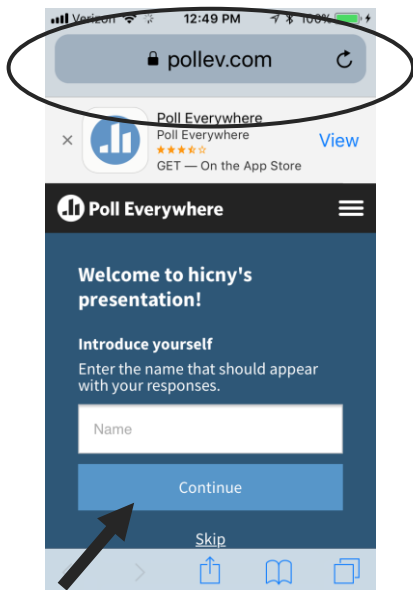 Verizon 12:49 PM 100%
pollev.com
Poll Everywhere
Poll Everywhere
GET — On the App Store
View
Poll Everywhere
Welcome to hicny's
presentation!
Introduce yourself
Enter the name that should appear
with your responses.
Name
Continue
Skip